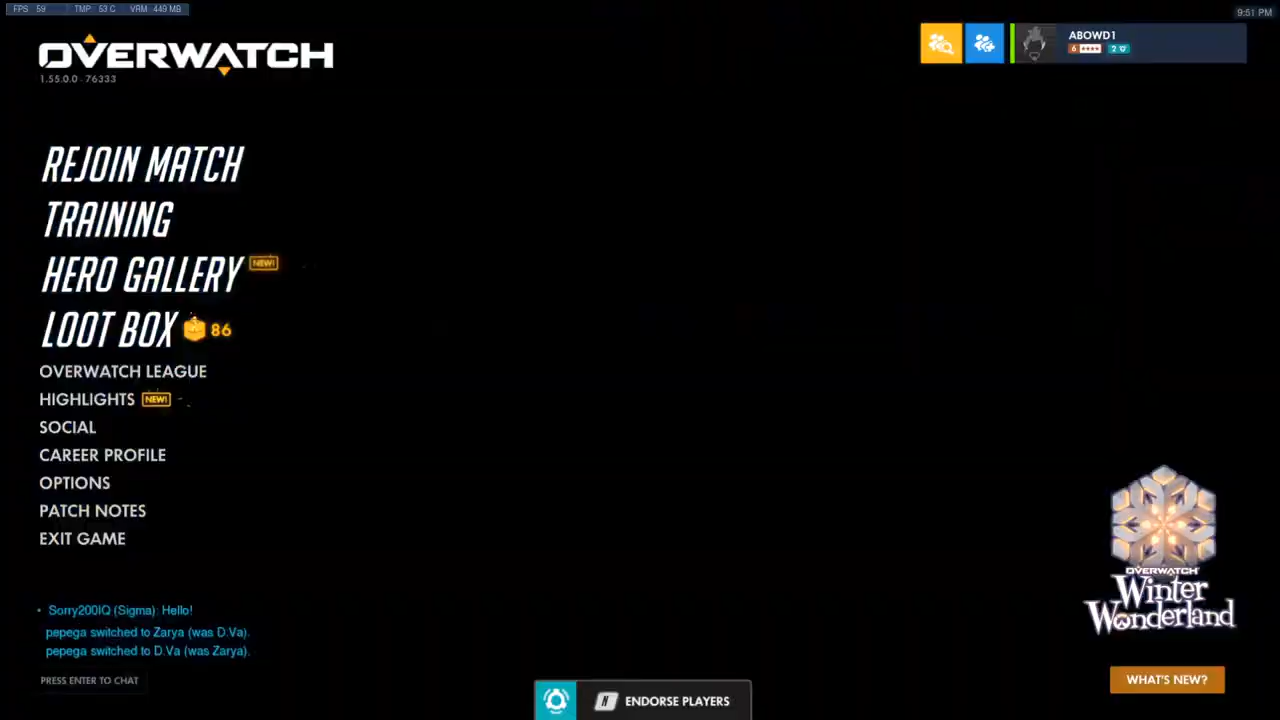 FPS 59 TMP 53 C VRM 449 MB
9:51 PM
OVERWATCH
1.55.0.0 - 76333
ABOWD1
6 2
REJOIN MATCH
TRAINING
HERO GALLERY NEW!
LOOT BOX 86
OVERWATCH LEAGUE
HIGHLIGHTS NEW!
SOCIAL
CAREER PROFILE
OPTIONS
PATCH NOTES
EXIT GAME
OVERWATCH
Winter
Wonderland
Sorry200IQ (Sigma): Hello!
pepega switched to Zarya (was D.Va).
pepega switched to D.Va (was Zarya).
PRESS ENTER TO CHAT
WHAT'S NEW?
N ENDORSE PLAYERS